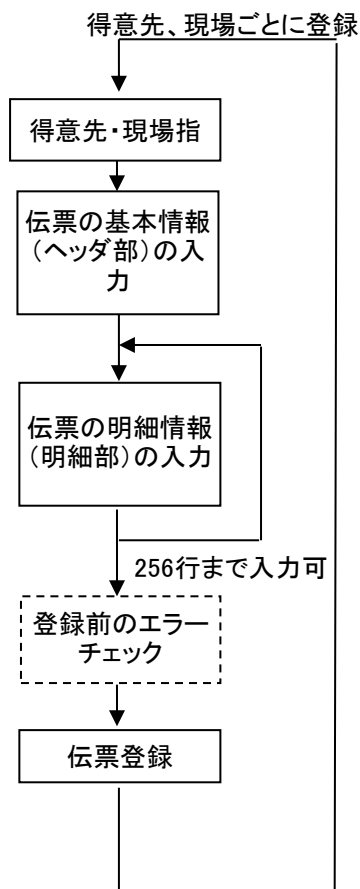 得意先、現場ごとに登録
得意先・現場指
伝票の基本情報
（ヘッダ部）の入
力
伝票の明細情報
（明細部）の入力
256行まで入力可
登録前のエラー
チェック
伝票登録